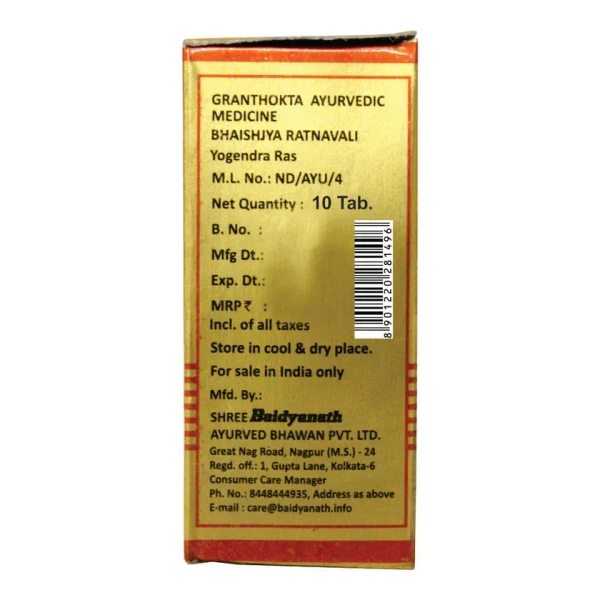 GRANTHOKTA AYURVEDIC
MEDICINE
BHAISHJYA RATNAVALI
Yogendra Ras
M.L. No.: ND/AYU/4
Net Quantity : 10 Tab.
B. No. :
Mfg Dt.:
Exp. Dt.:
MRP ₹ :
Incl. of all taxes
8901220281496
Store in cool & dry place.
For sale in India only
Mfd. By.:
SHREE Baidyanath
AYURVED BHAWAN PVT. LTD.
Great Nag Road, Nagpur (M.S.) - 24
Regd. off.: 1, Gupta Lane, Kolkata-6
Consumer Care Manager
Ph. No.: 8448444935, Address as above
E-mail : care@baidyanath.info